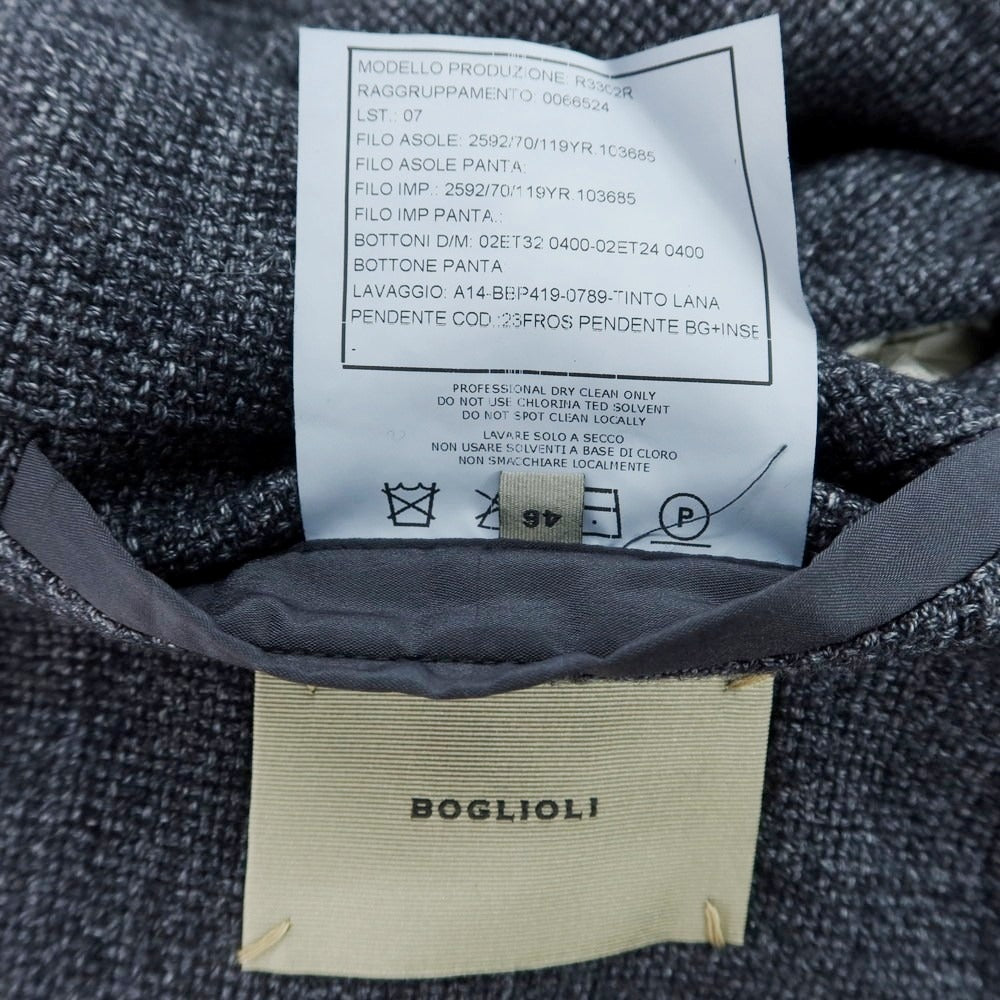 MODELLO PRODUZIONE: R3302R
RAGGRUPPAMENTO: 0066524
LST.: 07
FILO ASOLE: 2592/70/119YR.103685
FILO ASOLE PANTA:
FILO IMP.: 2592/70/119YR.103685
FILO IMP PANTA.:
BOTTONI D/M: 02ET32 0400-02ET24 0400
BOTTONE PANTA
LAVAGGIO: A14-BBP419-0789-TINTO LANA
PENDENTE COD.:23FROS PENDENTE BG+INSE
PROFESSIONAL DRY CLEAN ONLY
DO NOT USE CHLORINA TED SOLVENT
DO NOT SPOT CLEAN LOCALLY
LAVARE SOLO A SECCO
NON USARE SOLVENTI A BASE DI CLORO
NON SMACCHIARE LOCALMENTE
46
P
BOGLIOLI